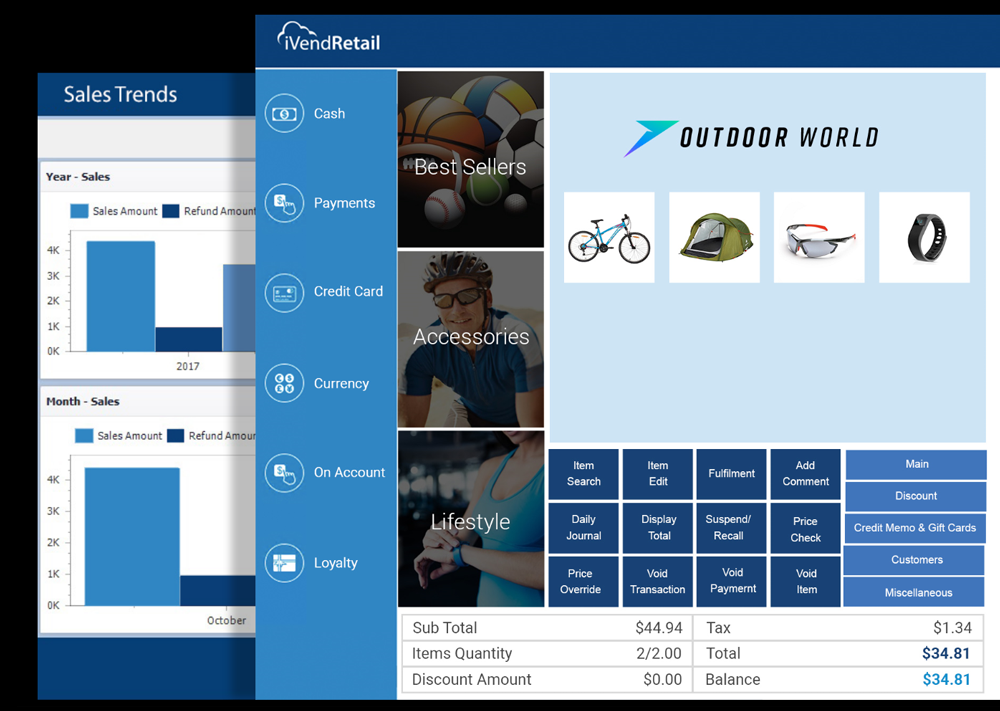 iVendRetail
Sales Trends
Year - Sales
Sales Amount Refund Amount
4K
3K
2K
1K
0K
2017
Month - Sales
Sales Amount Refund Amour
4K
3K
2K
1K
0K
October
Cash
Payments
Credit Card
Currency
On Account
Loyalty
Best Sellers
Accessories
Lifestyle
OUTDOOR WORLD
Item
Search
Item
Edit
Fulfilment
Add
Comment
Daily
Journal
Display
Total
Suspend/
Recall
Price
Check
Price
Override
Void
Transaction
Void
Paymernt
Void
Item
Main
Discount
Credit Memo & Gift Cards
Customers
Miscellaneous
Sub Total $44.94 Tax $1.34
Items Quantity 2/2.00 Total $34.81
Discount Amount $0.00 Balance $34.81